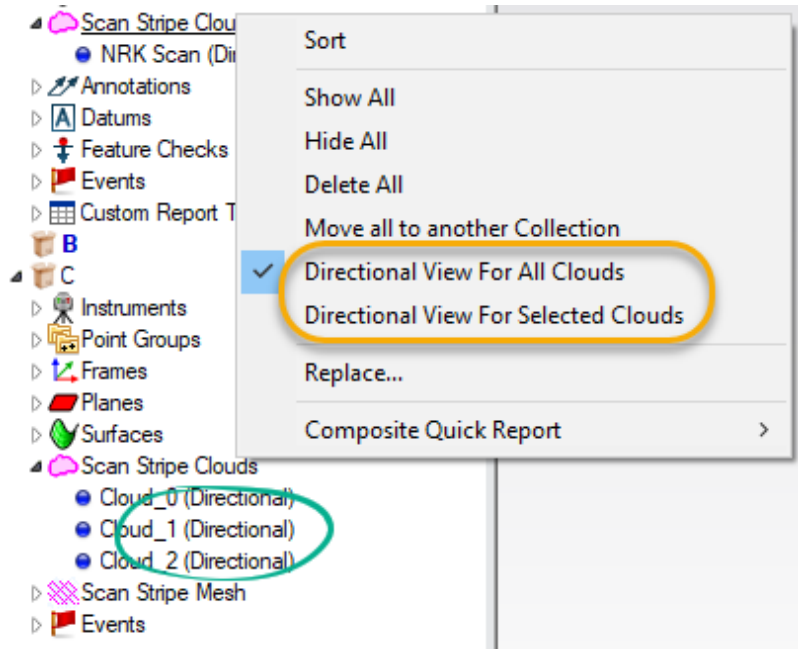 Scan Stripe Clou
NRK Scan (Di
Annotations
A Datums
Feature Checks
Events
Custom Report T
B
C
Instruments
Point Groups
Frames
Planes
Surfaces
Scan Stripe Clouds
Cloud_0 (Directional)
Cloud_1 (Directional)
Cloud_2 (Directional)
Scan Stripe Mesh
Events
Sort
Show All
Hide All
Delete All
Move all to another Collection
Directional View For All Clouds
Directional View For Selected Clouds
Replace...
Composite Quick Report